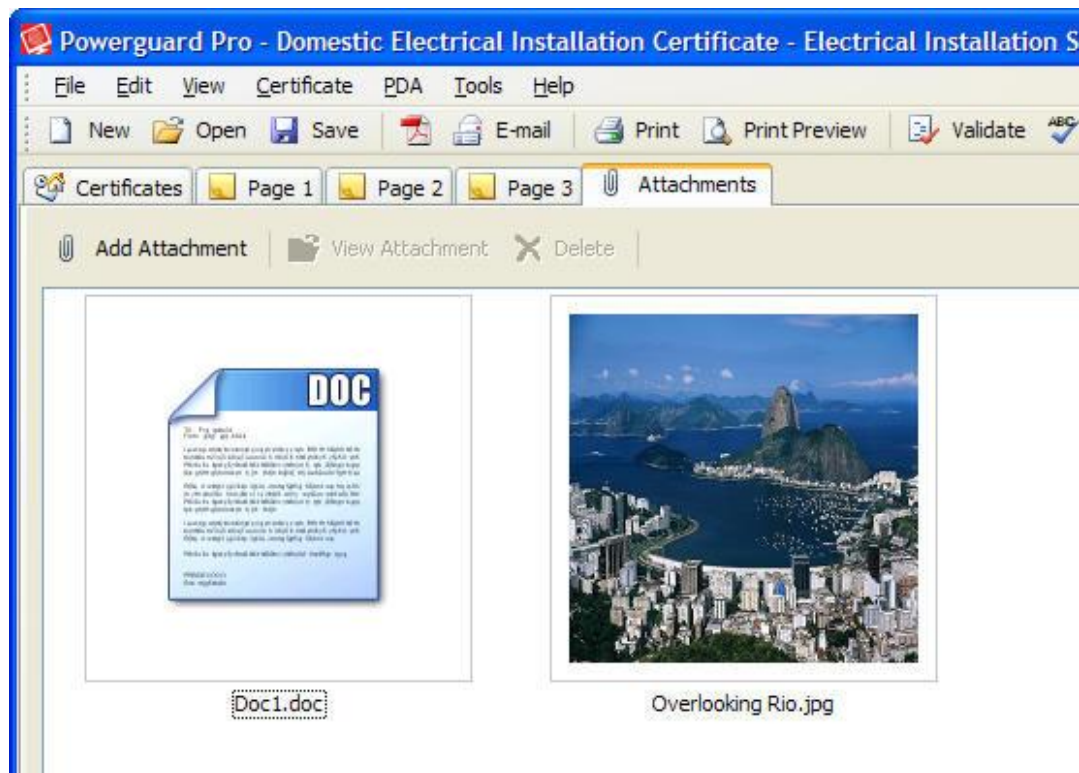 Powerguard Pro - Domestic Electrical Installation Certificate - Electrical Installation S
File Edit View Certificate PDA Tools Help
New Open Save E-mail Print Print Preview Validate ABC
Certificates Page 1 Page 2 Page 3 Attachments
Add Attachment View Attachment Delete
DOC
Doc1.doc Overlooking Rio.jpg